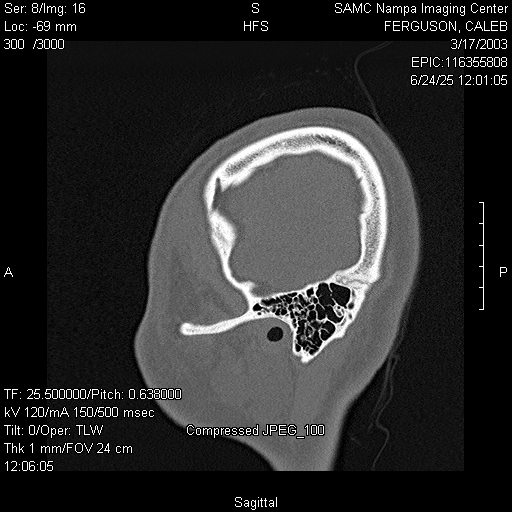 Ser: 8/Img: 16
Loc: -69 mm
300 /3000
S
HFS
SAMC Nampa Imaging Center
FERGUSON, CALEB
3/17/2003
EPIC:116355808
6/24/25 12:01:05
A
P
TF: 25.500000/Pitch: 0.638000
kV 120/mA 150/500 msec
Tilt: 0/Oper: TLW
Thk 1 mm/FOV 24 cm
12:06:05
Compressed JPEG_100
Sagittal